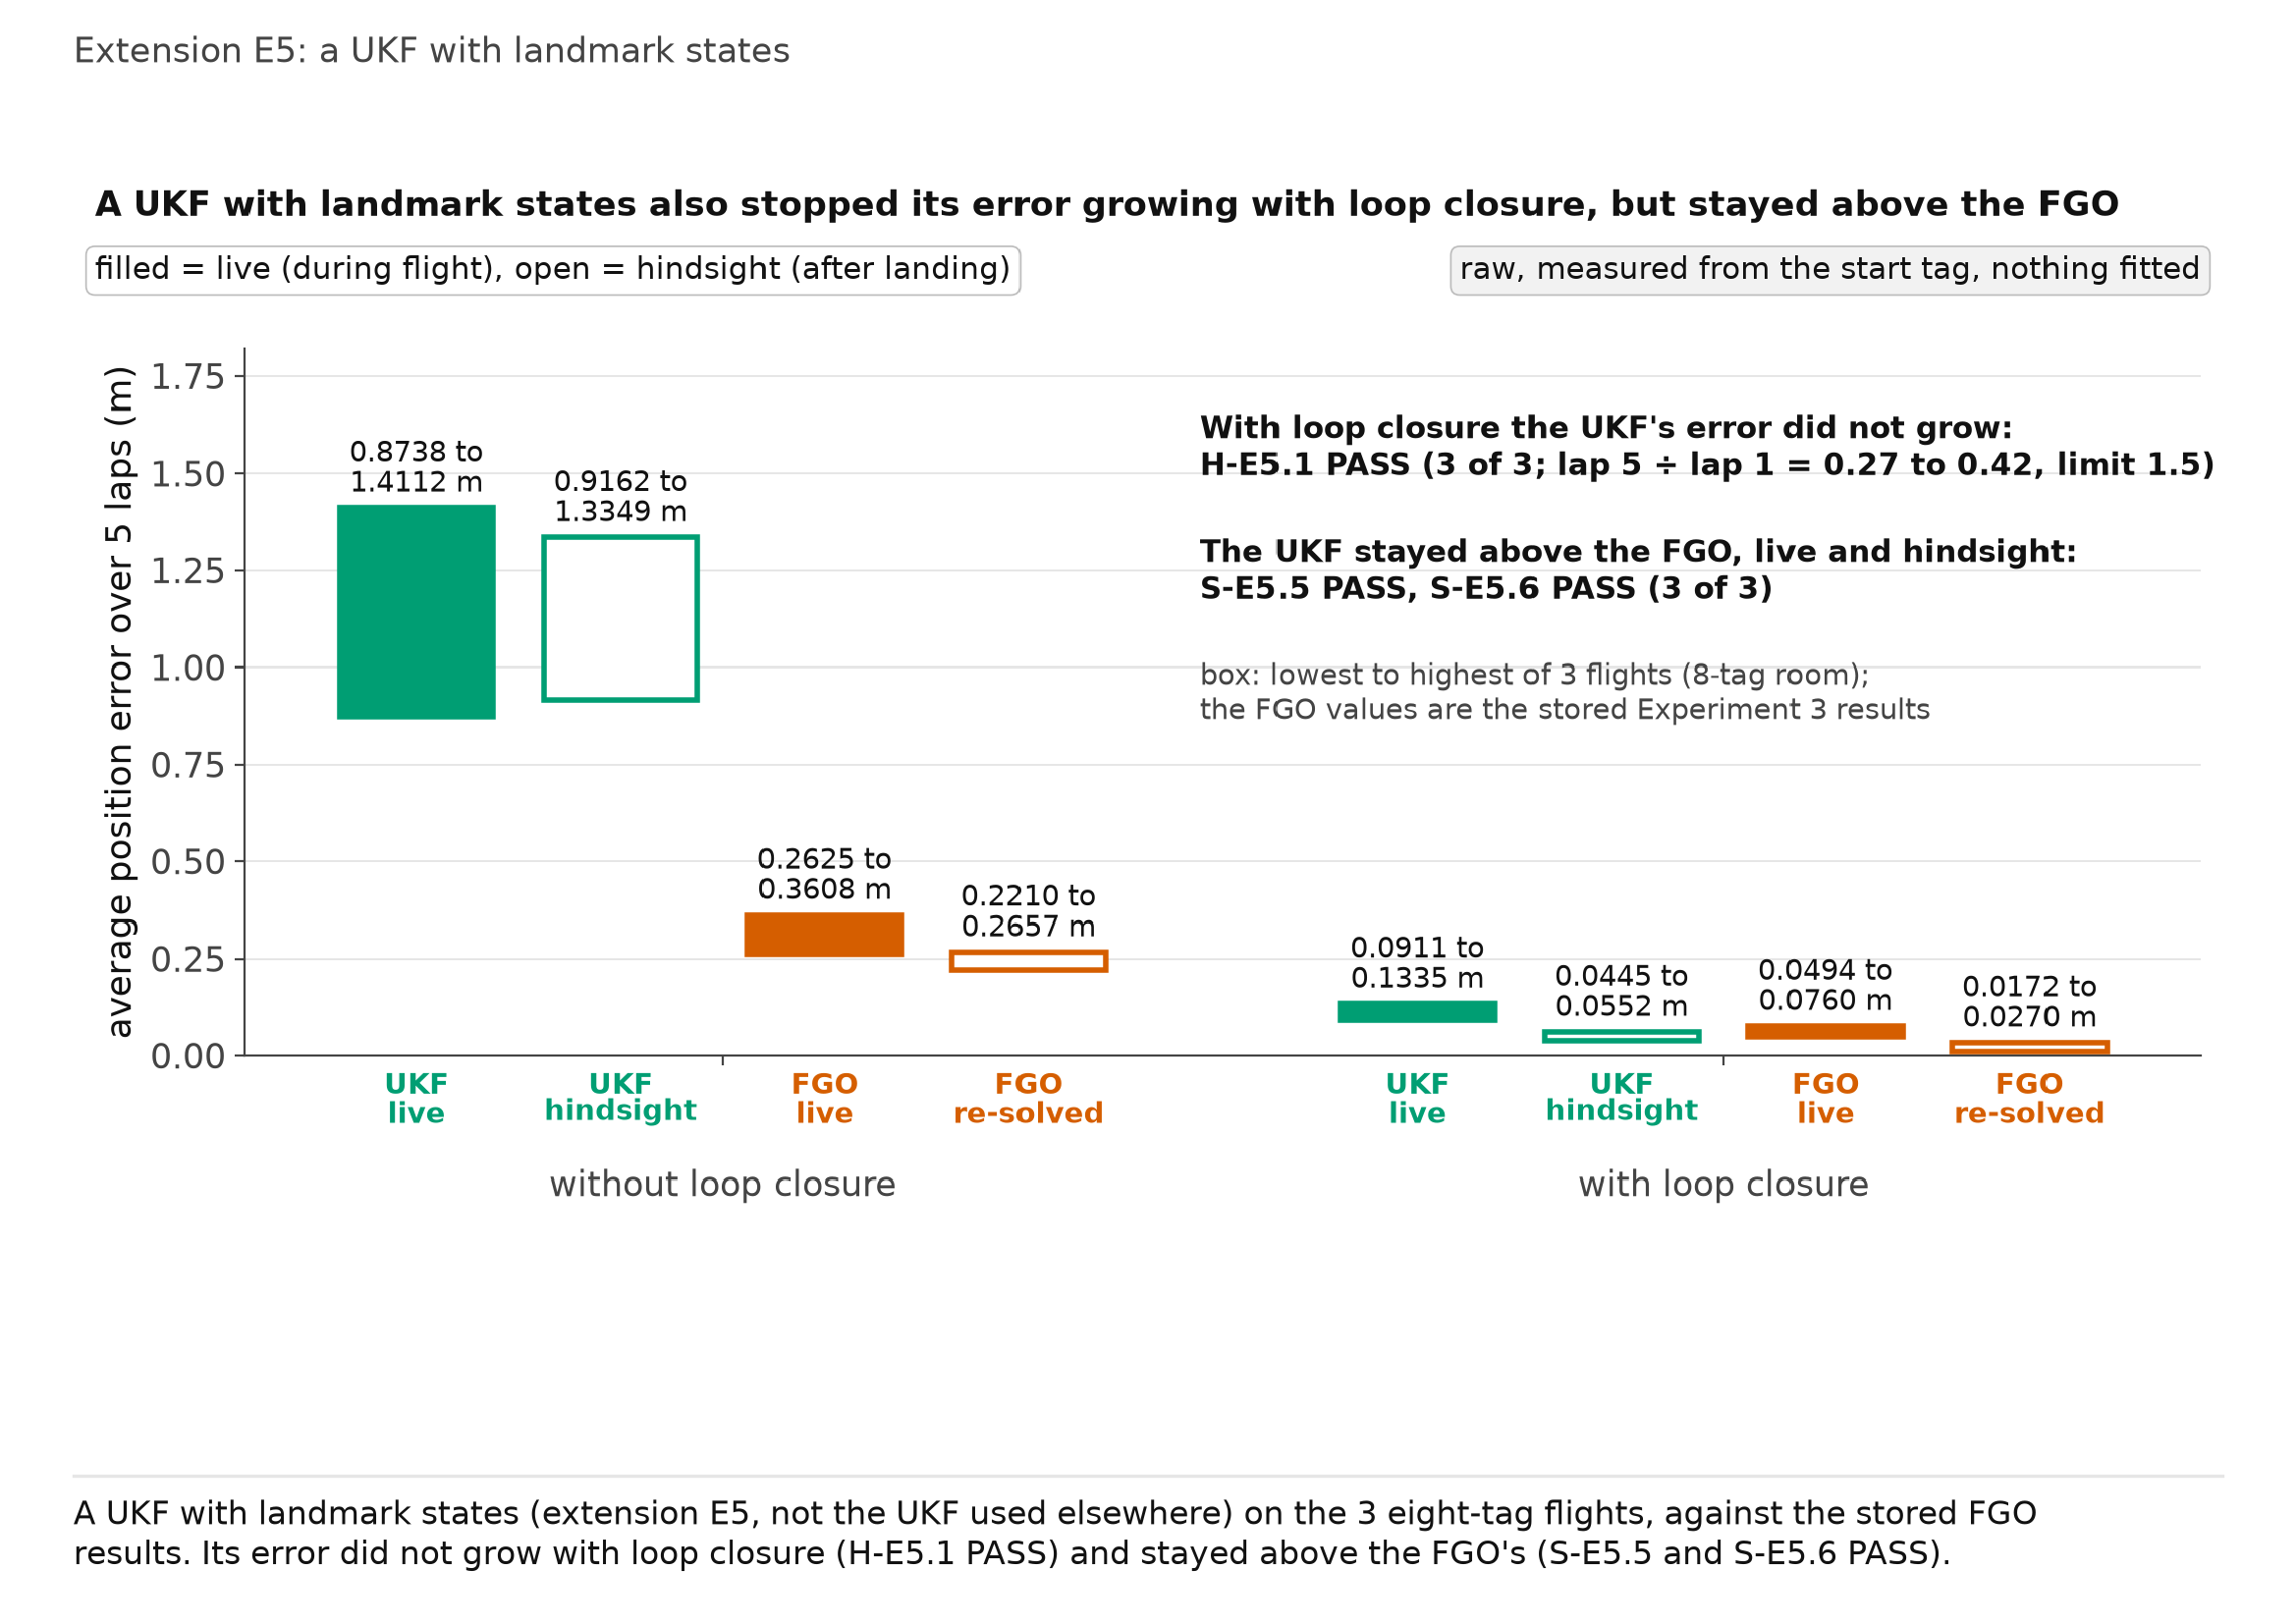 Extension E5: a UKF with landmark states
A UKF with landmark states also stopped its error growing with loop closure, but stayed above the FGO
filled = live (during flight), open = hindsight (after landing)
raw, measured from the start tag, nothing fitted
average position error over 5 laps (m)
1.75
1.50
1.25
1.00
0.75
0.50
0.25
0.00
0.8738 to
1.4112 m
0.9162 to
1.3349 m
0.2625 to
0.3608 m
0.2210 to
0.2657 m
With loop closure the UKF's error did not grow:
H-E5.1 PASS (3 of 3; lap 5 ÷ lap 1 = 0.27 to 0.42, limit 1.5)
The UKF stayed above the FGO, live and hindsight:
S-E5.5 PASS, S-E5.6 PASS (3 of 3)
box: lowest to highest of 3 flights (8-tag room);
the FGO values are the stored Experiment 3 results
0.0911 to
0.1335 m
0.0445 to
0.0552 m
0.0494 to
0.0760 m
0.0172 to
0.0270 m
UKF
live
UKF
hindsight
FGO
live
FGO
re-solved
UKF
live
UKF
hindsight
FGO
live
FGO
re-solved
without loop closure
with loop closure
A UKF with landmark states (extension E5, not the UKF used elsewhere) on the 3 eight-tag flights, against the stored FGO
results. Its error did not grow with loop closure (H-E5.1 PASS) and stayed above the FGO's (S-E5.5 and S-E5.6 PASS).